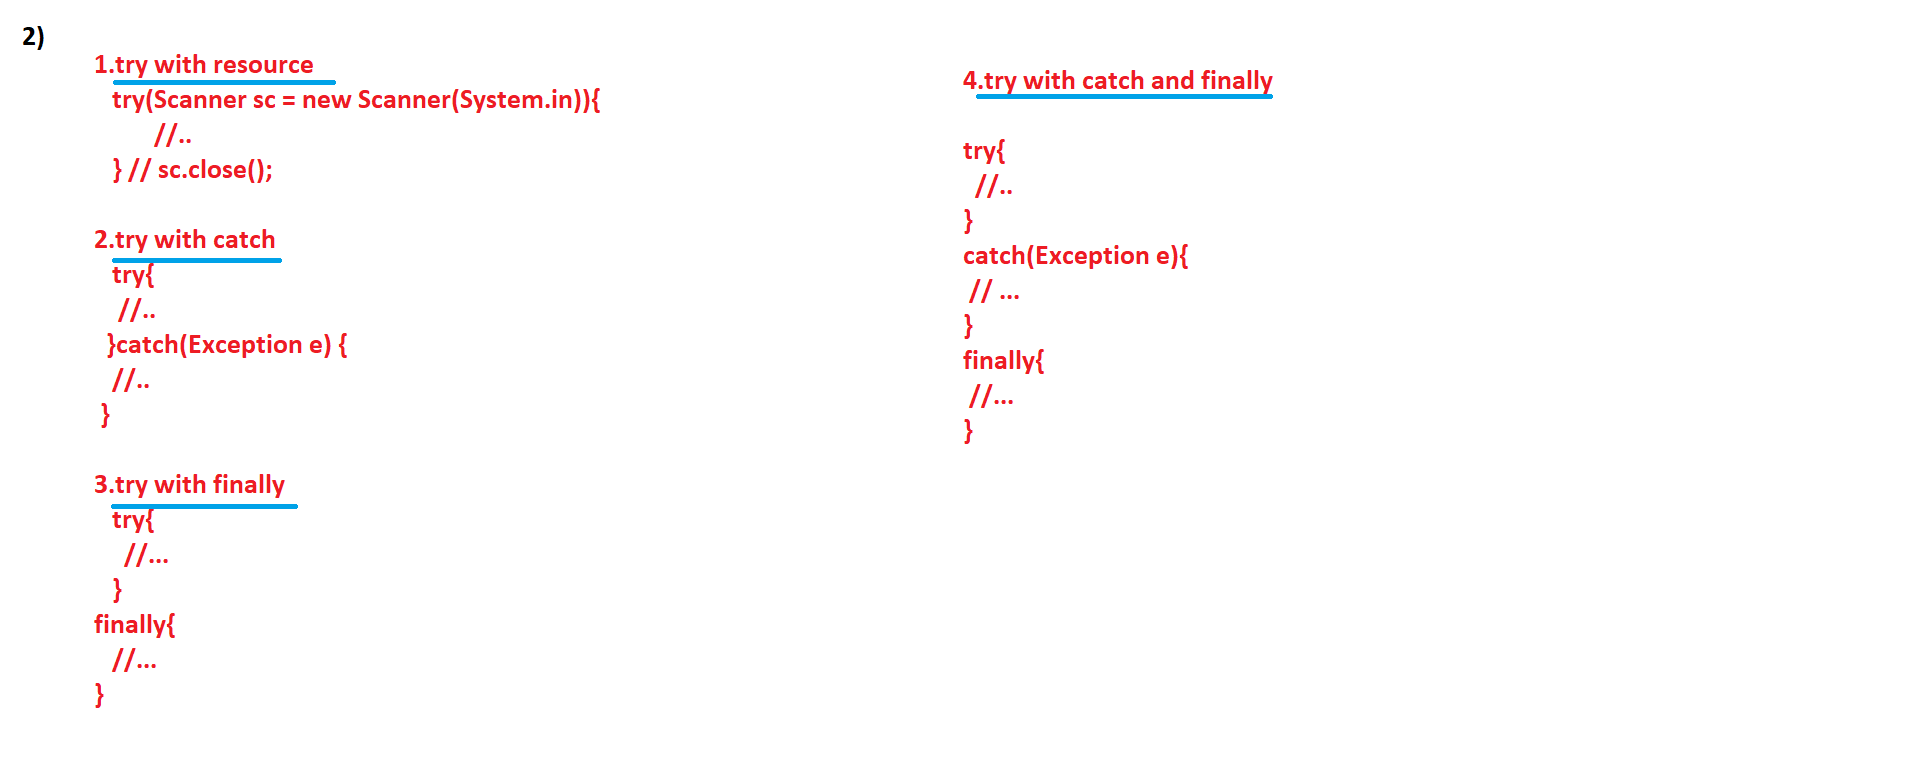 2)
1.try with resource
try(Scanner sc = new Scanner(System.in)){
//..
} // sc.close();
2.try with catch
try{
//..
}catch(Exception e) {
//..
}
3.try with finally
try{
//...
}
finally{
//...
}
4.try with catch and finally
try{
//..
}
catch(Exception e){
// ...
}
finally{
//...
}